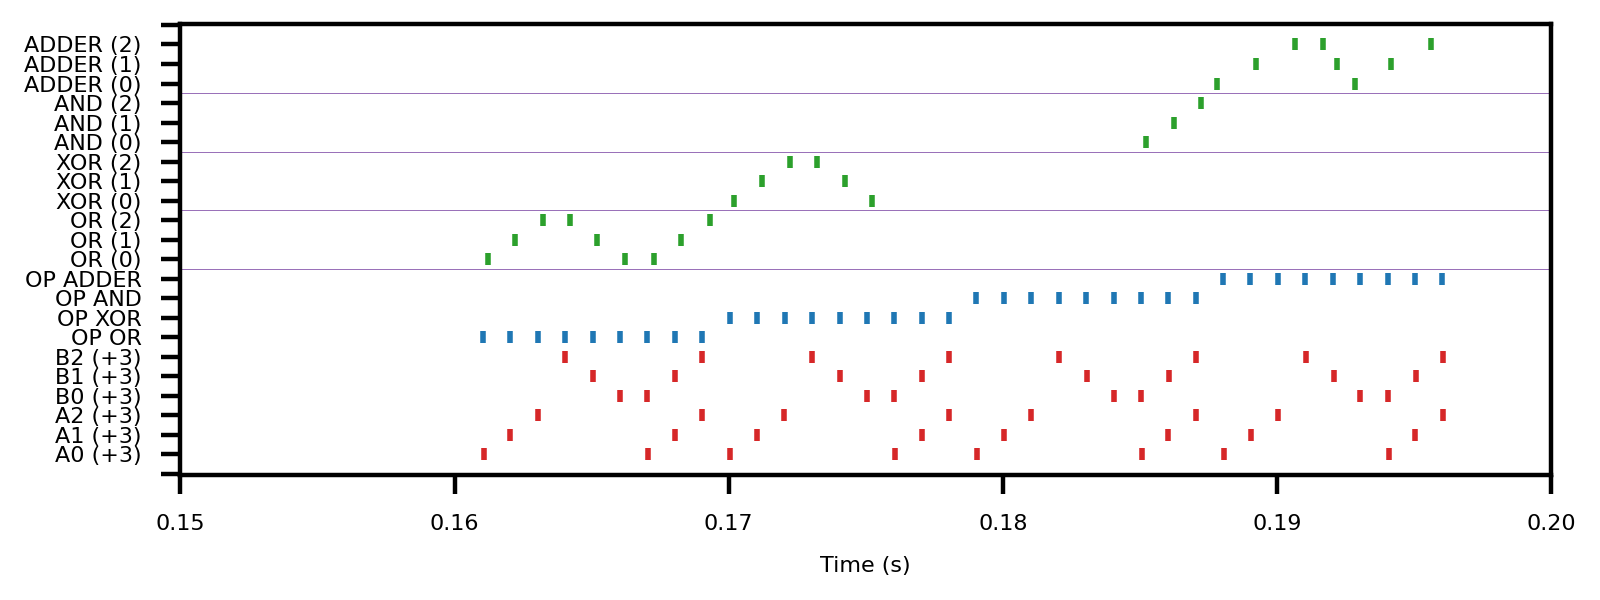 ADDER (2)
ADDER (1)
ADDER (0)
AND (2)
AND (1)
AND (0)
XOR (2)
XOR (1)
XOR (0)
OR (2)
OR (1)
OR (0)
OP ADDER
OP AND
OP XOR
OP OR
B2 (+3)
B1 (+3)
B0 (+3)
A2 (+3)
A1 (+3)
A0 (+3)
0.15 0.16 0.17 0.18 0.19 0.20
Time (s)